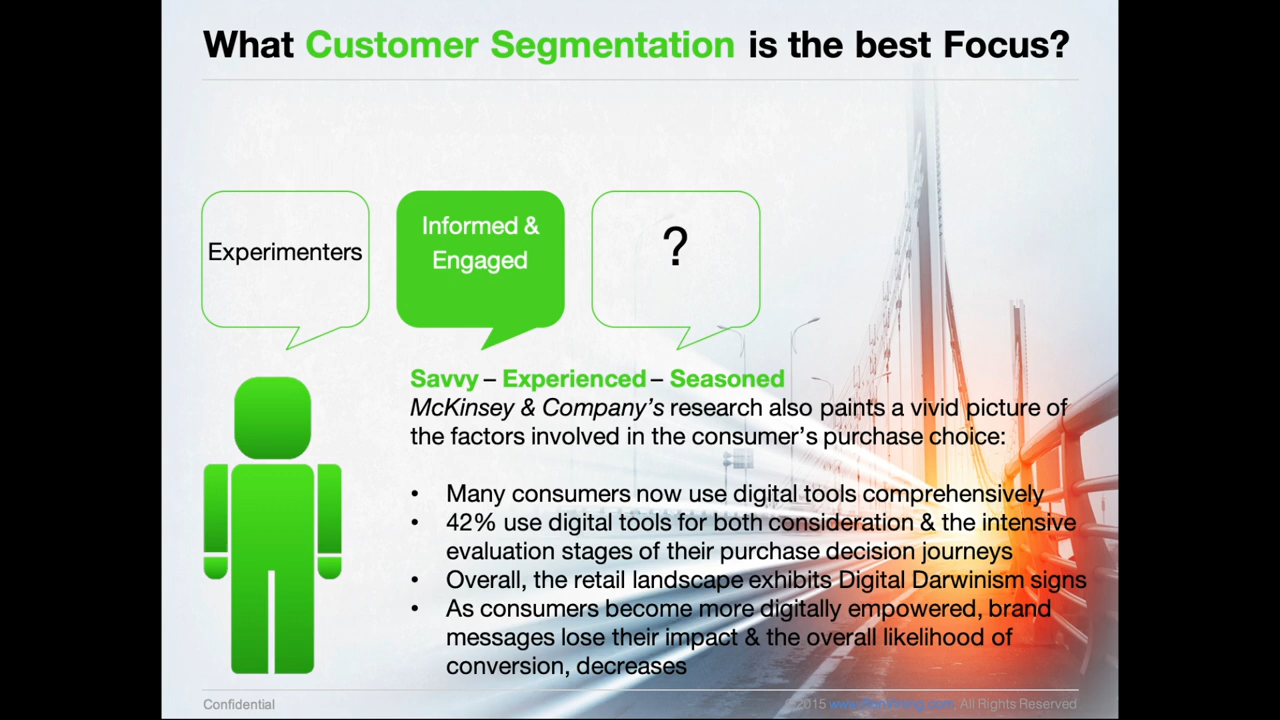 What Customer Segmentation is the best Focus?
Experimenters
Informed &
Engaged
?
Savvy – Experienced – Seasoned
McKinsey & Company’s research also paints a vivid picture of
the factors involved in the consumer’s purchase choice:
• Many consumers now use digital tools comprehensively
• 42% use digital tools for both consideration & the intensive
evaluation stages of their purchase decision journeys
• Overall, the retail landscape exhibits Digital Darwinism signs
• As consumers become more digitally empowered, brand
messages lose their impact & the overall likelihood of
conversion, decreases
Confidential
©2015 All Rights Reserved